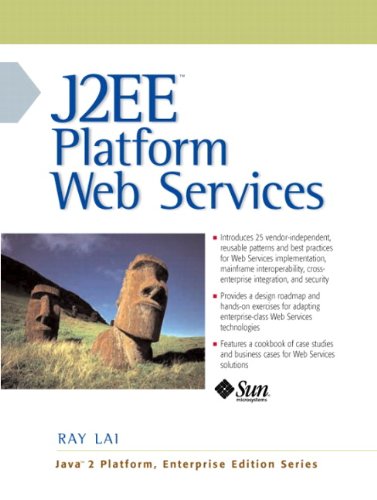 J2EE™
Platform
Web Services
Introduces 25 vendor-independent,
reusable patterns and best practices
for Web Services implementation,
mainframe interoperability, cross-
enterprise integration, and security
Provides a design roadmap and
hands-on exercises for adapting
enterprise-class Web Services
technologies
Features a cookbook of case studies
and business cases for Web Services
solutions
Sun
microsystems
RAY LAI
Java™ 2 Platform, Enterprise Edition Series